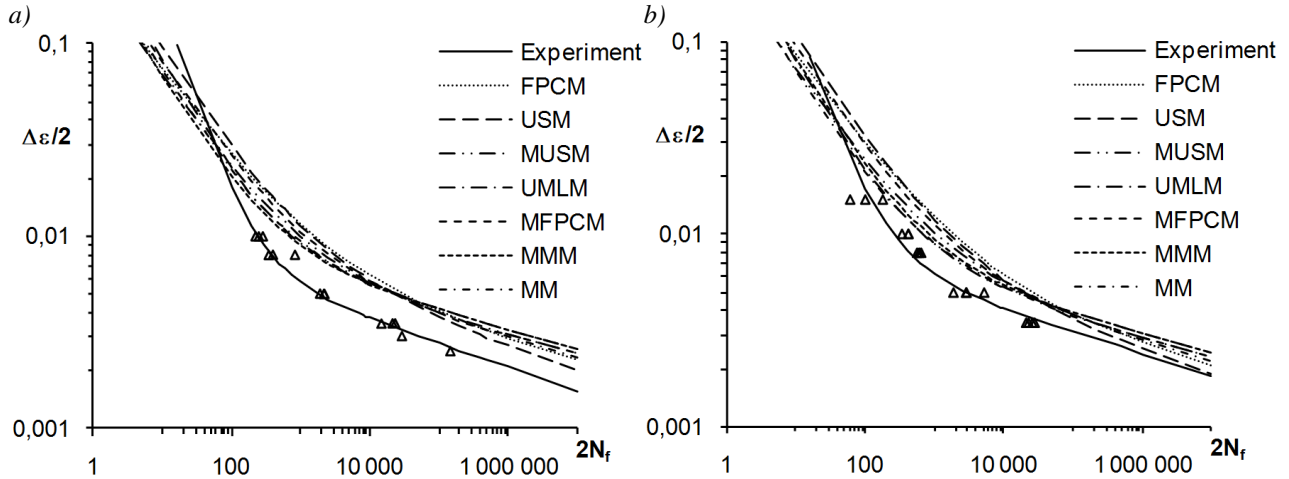 a)
0,1
Δε/2
0,01
0,001
1
100
10 000
1 000 000
2Nf
Experiment
FPCM
USM
MUSM
UMLM
MFPCM
MMM
MM
b)
0,1
Δε/2
0,01
0,001
1
100
10 000
1 000 000
2Nf
Experiment
FPCM
USM
MUSM
UMLM
MFPCM
MMM
MM